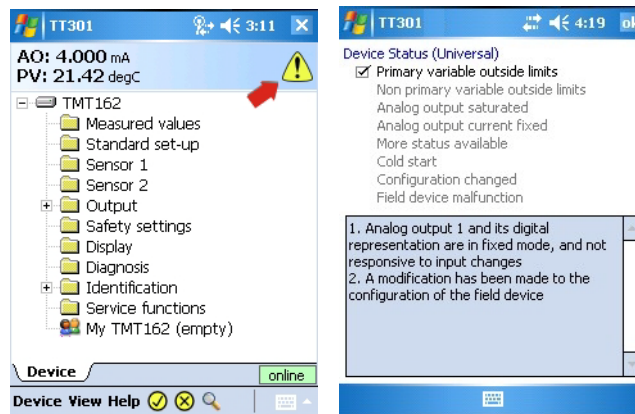 TT301 3:11
AO: 4.000 mA
PV: 21.42 degC
TMT162
Measured values
Standard set-up
Sensor 1
Sensor 2
Output
Safety settings
Display
Diagnosis
Identification
Service functions
My TMT162 (empty)
Device
online
Device View Help
TT301 4:19 ok
Device Status (Universal)
Primary variable outside limits
Non primary variable outside limits
Analog output saturated
Analog output current fixed
More status available
Cold start
Configuration changed
Field device malfunction
1. Analog output 1 and its digital
representation are in fixed mode, and not
responsive to input changes
2. A modification has been made to the
configuration of the field device